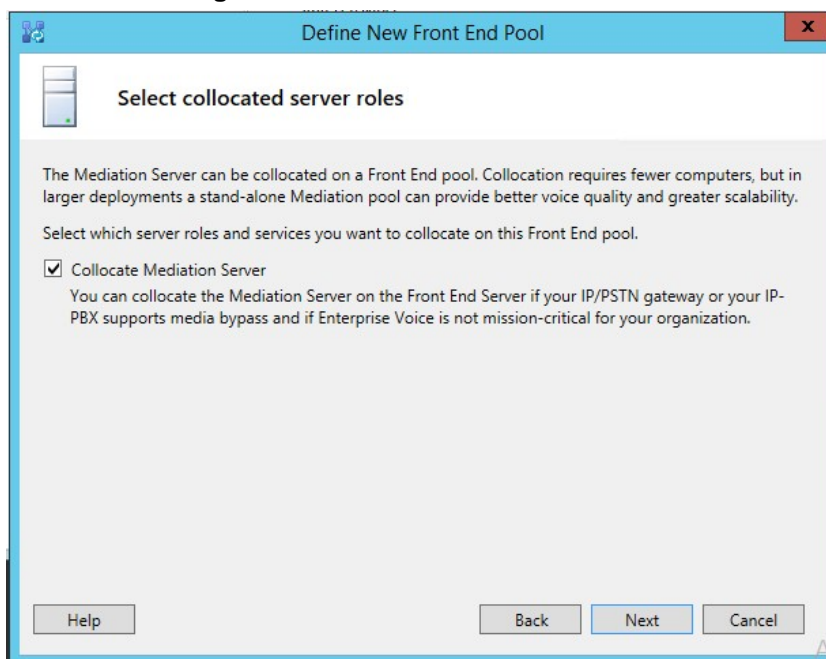 Define New Front End Pool
x
Select collocated server roles
The Mediation Server can be collocated on a Front End pool. Collocation requires fewer computers, but in
larger deployments a stand-alone Mediation pool can provide better voice quality and greater scalability.
Select which server roles and services you want to collocate on this Front End pool.
Collocate Mediation Server
You can collocate the Mediation Server on the Front End Server if your IP/PSTN gateway or your IP-
PBX supports media bypass and if Enterprise Voice is not mission-critical for your organization.
Help Back Next Cancel